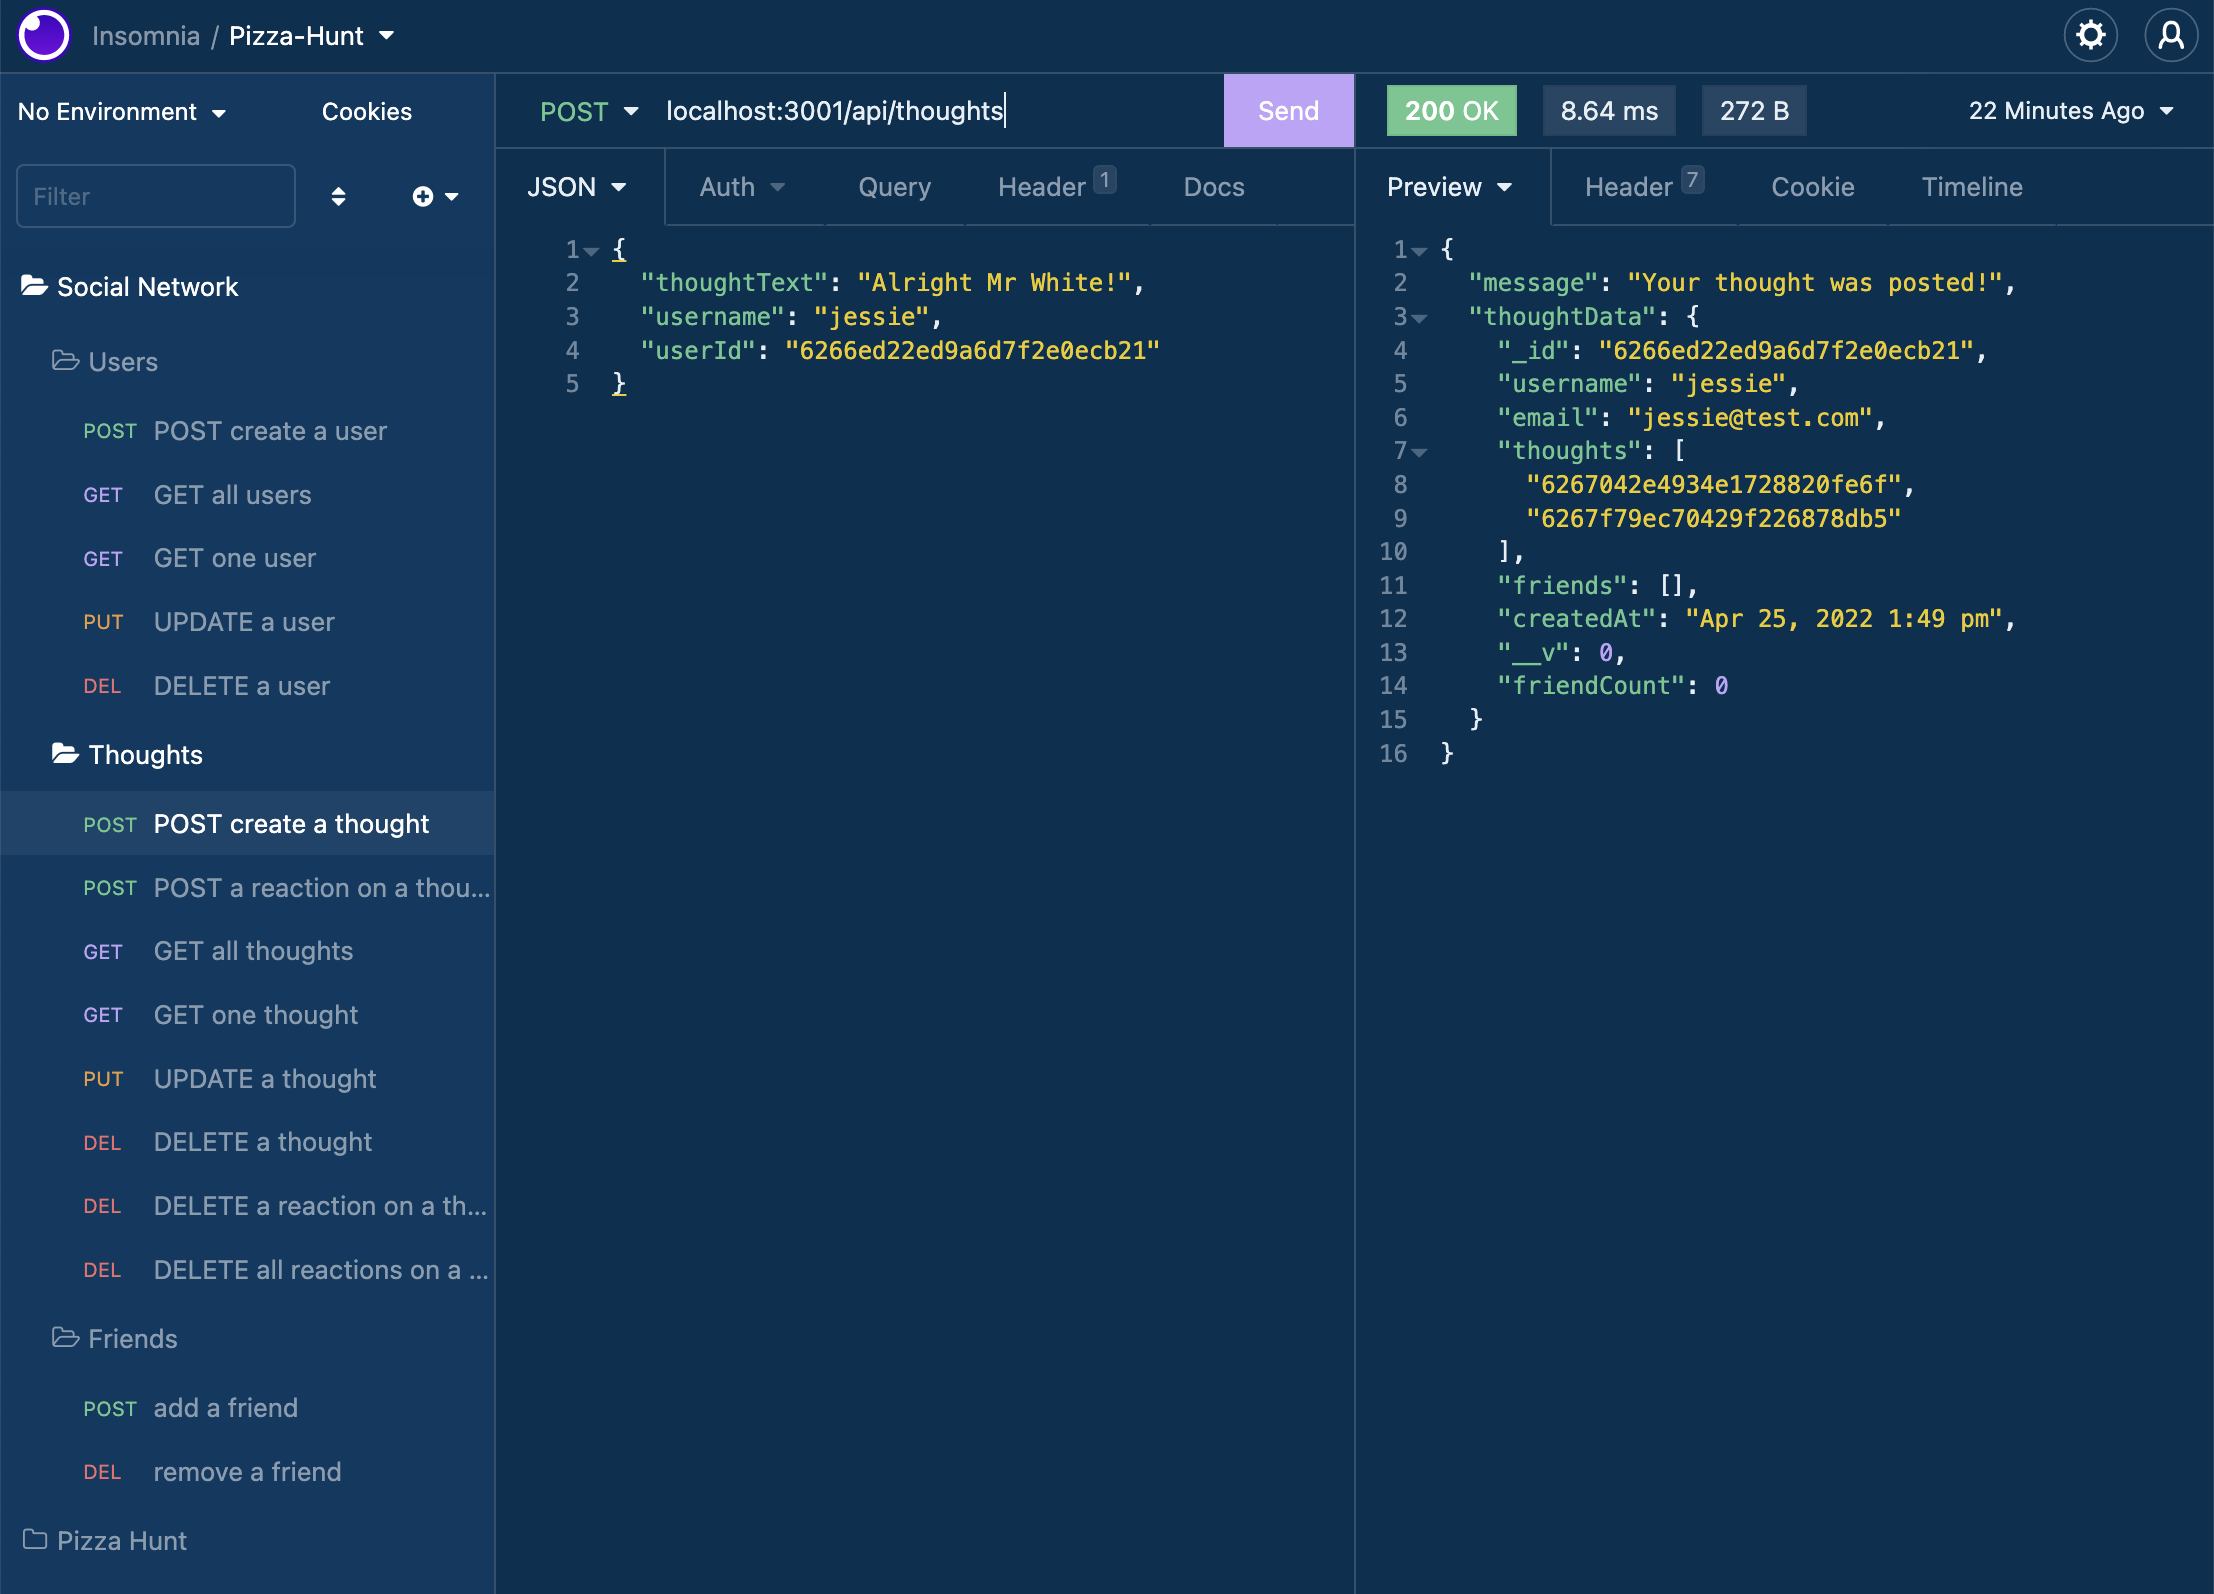 Insomnia / Pizza-Hunt
No Environment
Cookies
Filter
Social Network
Users
POST POST create a user
GET GET all users
GET GET one user
PUT UPDATE a user
DEL DELETE a user
Thoughts
POST POST create a thought
POST POST a reaction on a thou...
GET GET all thoughts
GET GET one thought
PUT UPDATE a thought
DEL DELETE a thought
DEL DELETE a reaction on a th...
DEL DELETE all reactions on a ...
Friends
POST add a friend
DEL remove a friend
Pizza Hunt
POST localhost:3001/api/thoughts Send
JSON Auth Query Header 1 Docs
1 {
2 "thoughtText": "Alright Mr White!",
3 "username": "jessie",
4 "userId": "6266ed22ed9a6d7f2e0ecb21"
5 }
200 OK 8.64 ms 272 B 22 Minutes Ago
Preview Header 7 Cookie Timeline
1 {
2 "message": "Your thought was posted!",
3 "thoughtData": {
4 "_id": "6266ed22ed9a6d7f2e0ecb21",
5 "username": "jessie",
6 "email": "jessie@test.com",
7 "thoughts": [
8 "6267042e4934e1728820fe6f",
9 "6267f79ec70429f226878db5"
10 ],
11 "friends": [],
12 "createdAt": "Apr 25, 2022 1:49 pm",
13 "__v": 0,
14 "friendCount": 0
15 }
16 }